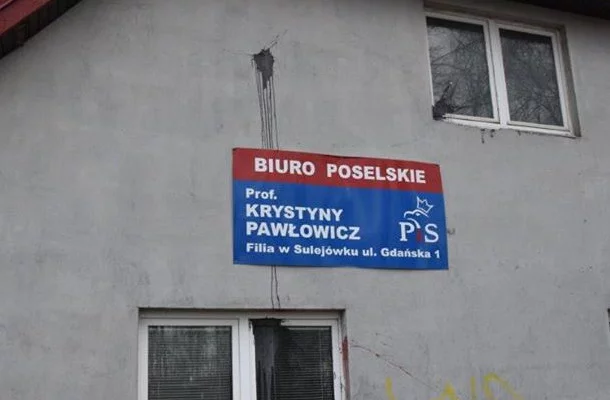 BIURO POSELSKIE
Prof.
KRYSTYNY
PAWŁOWICZ
PiS
Filia w Sulejówku ul. Gdańska 1